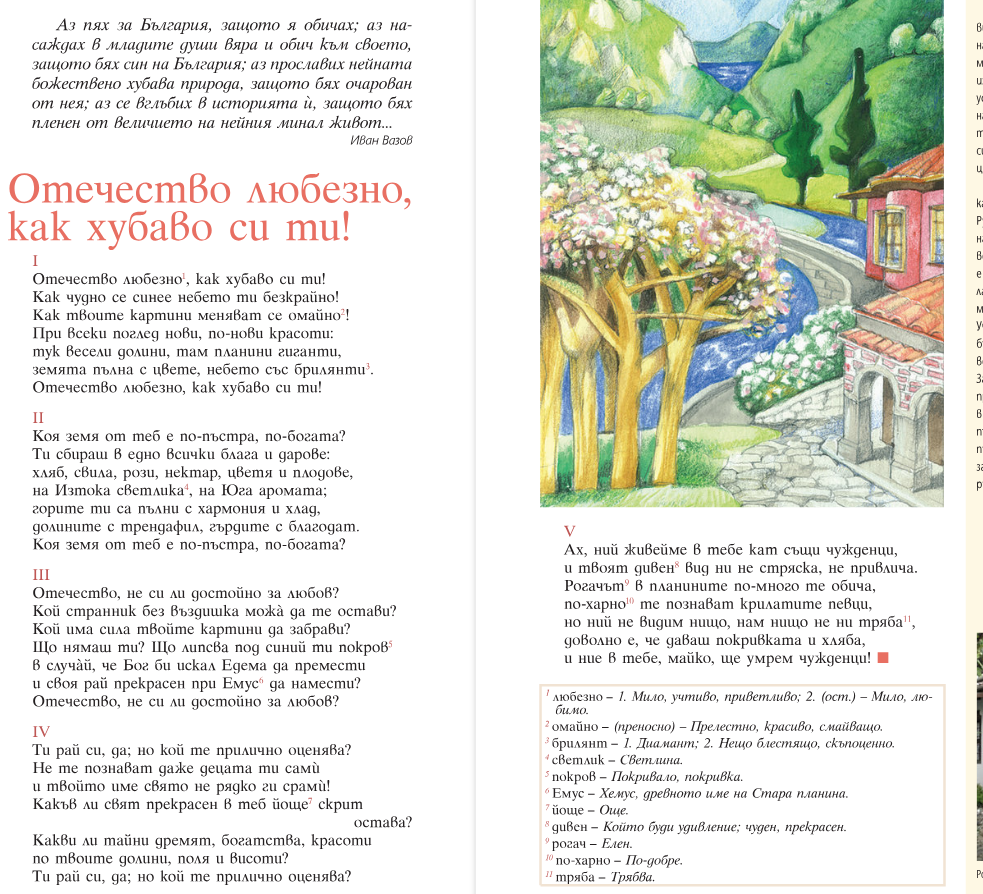 Аз пях за България, защото я обичах; аз на-
саждах в младите души вяра и обич към своето,
защото бях син на България; аз прославих нейната
божествено хубава природа, защото бях очарован
от нея; аз се вглъбих в историята ѝ, защото бях
пленен от величието на нейния минал живот...
Иван Вазов
Отечество любезно,
как хубаво си ти!
I
Отечество любезно¹, как хубаво си ти!
Как чудно се синее небето ти безкрайно!
Как твоите картини меняват се омайно²!
При всеки поглед нови, по-нови красоти:
тук весели долини, там планини гиганти,
земята пълна с цвете, небето със брилянти³.
Отечество любезно, как хубаво си ти!
II
Коя земя от теб е по-пъстра, по-богата?
Ти сбираш в едно всички блага и дарове:
хляб, свила, рози, нектар, цветя и плодове,
на Изтока светлика⁴, на Юга аромата;
горите ти са пълни с хармония и хлад,
долините с трендафил, гърдите с благодат.
Коя земя от теб е по-пъстра, по-богата?
III
Отечество, не си ли достойно за любов?
Кой странник без въздишка можà да те остави?
Кой има сила твойте картини да забрави?
Що нямаш ти? Що липсва под синий ти покров⁵
в случàй, че Бог би искал Едема да премести
и своя рай прекрасен при Емус⁶ да намести?
Отечество, не си ли достойно за любов?
IV
Ти рай си, да; но кой те прилично оценява?
Не те познават даже децата ти самѝ
и твойто име свято не рядко ги срамѝ!
Какъв ли свят прекрасен в теб йоще⁷ скрит
остава?
Какви ли тайни дремят, богатства, красоти
по твоите долини, поля и висоти?
Ти рай си, да; но кой те прилично оценява?
V
Ах, ний живейме в тебе кат същи чужденци,
и твоят дивен⁸ вид ни не стряска, не привлича.
Рогачът⁹ в планините по-много те обича,
по-харно¹⁰ те познават крилатите певци,
но ний не видим нищо, нам нищо не ни тряба¹¹,
доволно е, че даваш покривката и хляба,
и ние в тебе, майко, ще умрем чужденци!
¹ любезно – 1. Мило, учтиво, приветливо; 2. (ост.) – Мило, лю-
бимо.
² омайно – (преносно) – Прелестно, красиво, смайващо.
³ брилянт – 1. Диамант; 2. Нещо блестящо, скъпоценно.
⁴ светлик – Светлина.
⁵ покров – Покривало, покривка.
⁶ Емус – Хемус, древното име на Стара планина.
⁷ йоще – Още.
⁸ дивен – Който буди удивление; чуден, прекрасен.
⁹ рогач – Елен.
¹⁰ по-харно – По-добре.
¹¹ тряба – Трябва.